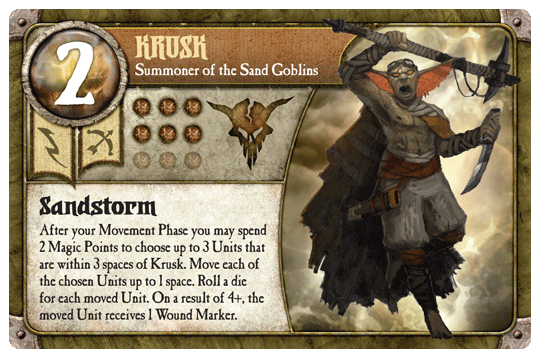 2
KRUSK
Summoner of the Sand Goblins
Sandstorm
After your Movement Phase you may spend
2 Magic Points to choose up to 3 Units that
are within 3 spaces of Krusk. Move each of
the chosen Units up to 1 space. Roll a die
for each moved Unit. On a result of 4+, the
moved Unit receives 1 Wound Marker.